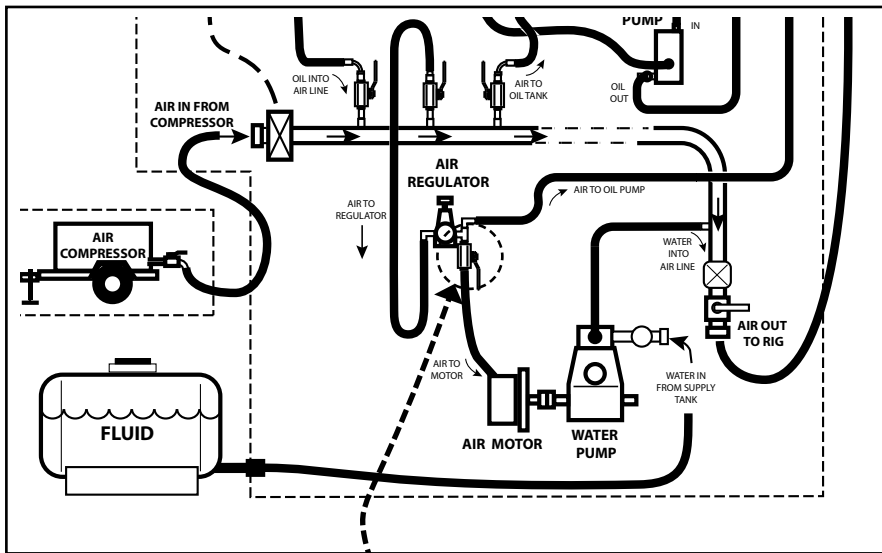 PUMP
IN
OIL INTO
AIR LINE
AIR TO
OIL TANK
OIL
OUT
AIR IN FROM
COMPRESSOR
AIR
REGULATOR
AIR TO
REGULATOR
AIR TO OIL PUMP
AIR
COMPRESSOR
WATER
INTO
AIR LINE
AIR OUT
TO RIG
AIR TO
MOTOR
WATER IN
FROM SUPPLY
TANK
FLUID
AIR MOTOR
WATER
PUMP